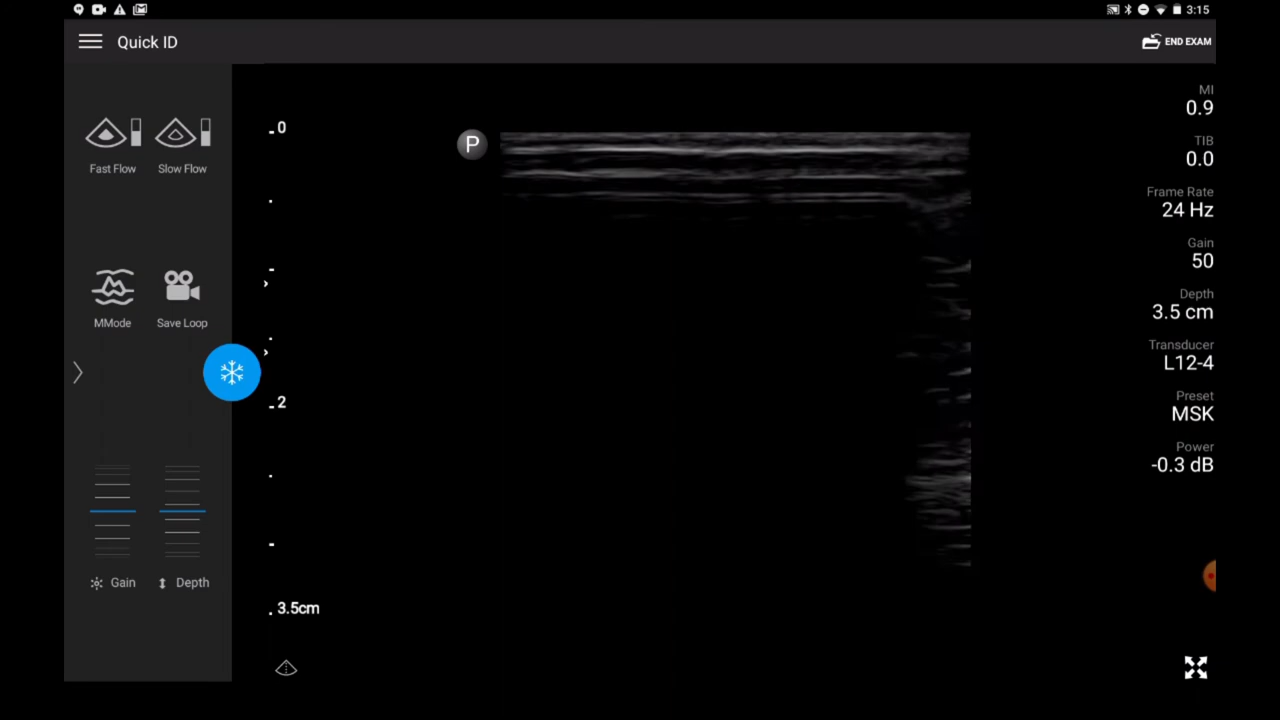 3:15
Quick ID
END EXAM
Fast Flow
Slow Flow
MMode
Save Loop
Gain
Depth
0
2
3.5cm
P
MI
0.9
TIB
0.0
Frame Rate
24 Hz
Gain
50
Depth
3.5 cm
Transducer
L12-4
Preset
MSK
Power
-0.3 dB